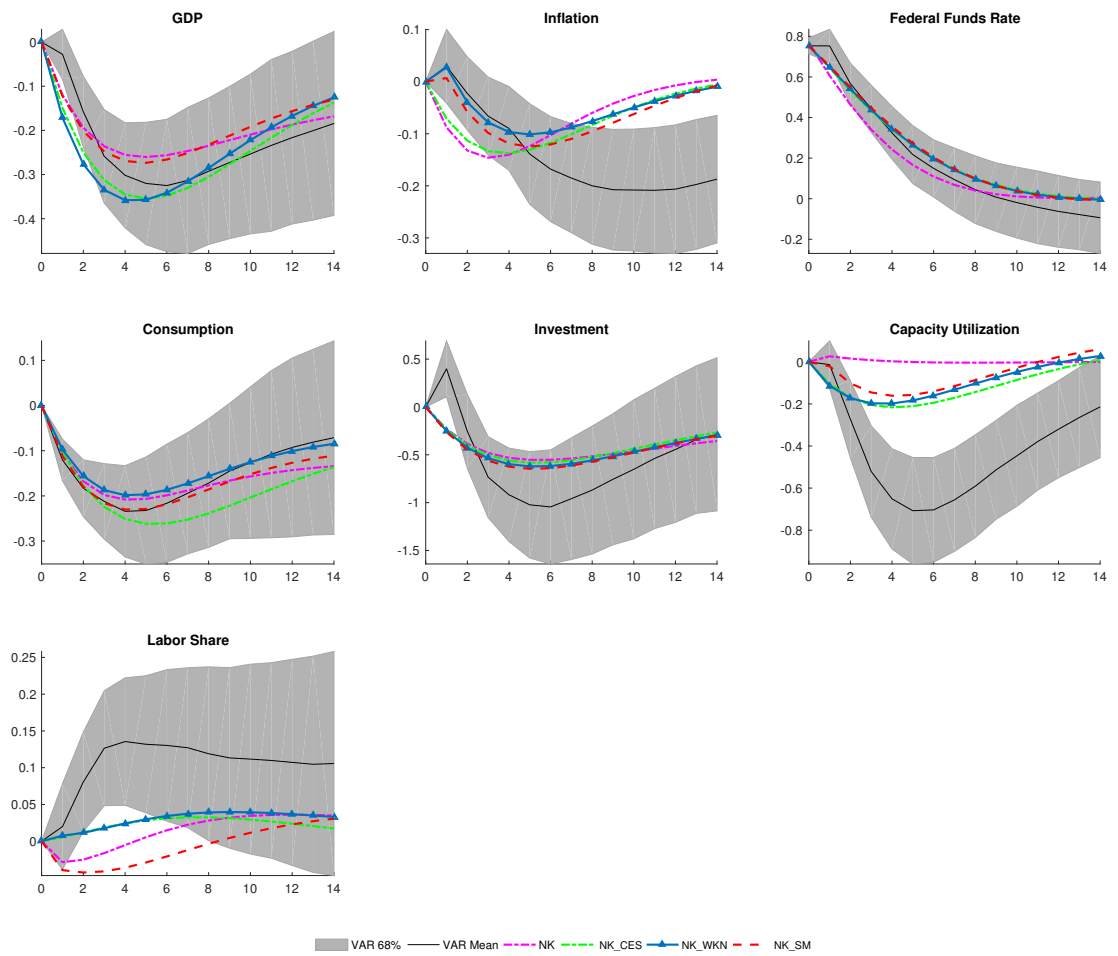 GDP
0
-0.1
-0.2
-0.3
-0.4
0 2 4 6 8 10 12 14
Inflation
0.1
0
-0.1
-0.2
-0.3
0 2 4 6 8 10 12 14
Federal Funds Rate
0.8
0.6
0.4
0.2
0
-0.2
0 2 4 6 8 10 12 14
Consumption
0.1
0
-0.1
-0.2
-0.3
0 2 4 6 8 10 12 14
Investment
0.5
0
-0.5
-1
-1.5
0 2 4 6 8 10 12 14
Capacity Utilization
0
-0.2
-0.4
-0.6
-0.8
0 2 4 6 8 10 12 14
Labor Share
0.25
0.2
0.15
0.1
0.05
0
0 2 4 6 8 10 12 14
VAR 68% VAR Mean NK NK_CES NK_WKN NK_SM